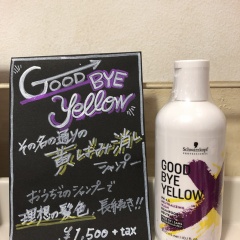 GOOD BYE
Yellow
その名の通りの
黄ばみ消し
シャンプー
おうちのシャンプーで
理想の髪色 長続き!!
¥1,500+tax
Schwarzkopf
PROFESSIONAL
GOOD
BYE
YELLOW